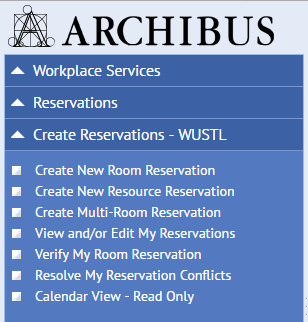 ARCHIBUS
Workplace Services
Reservations
Create Reservations - WUSTL
Create New Room Reservation
Create New Resource Reservation
Create Multi-Room Reservation
View and/or Edit My Reservations
Verify My Room Reservation
Resolve My Reservation Conflicts
Calendar View - Read Only